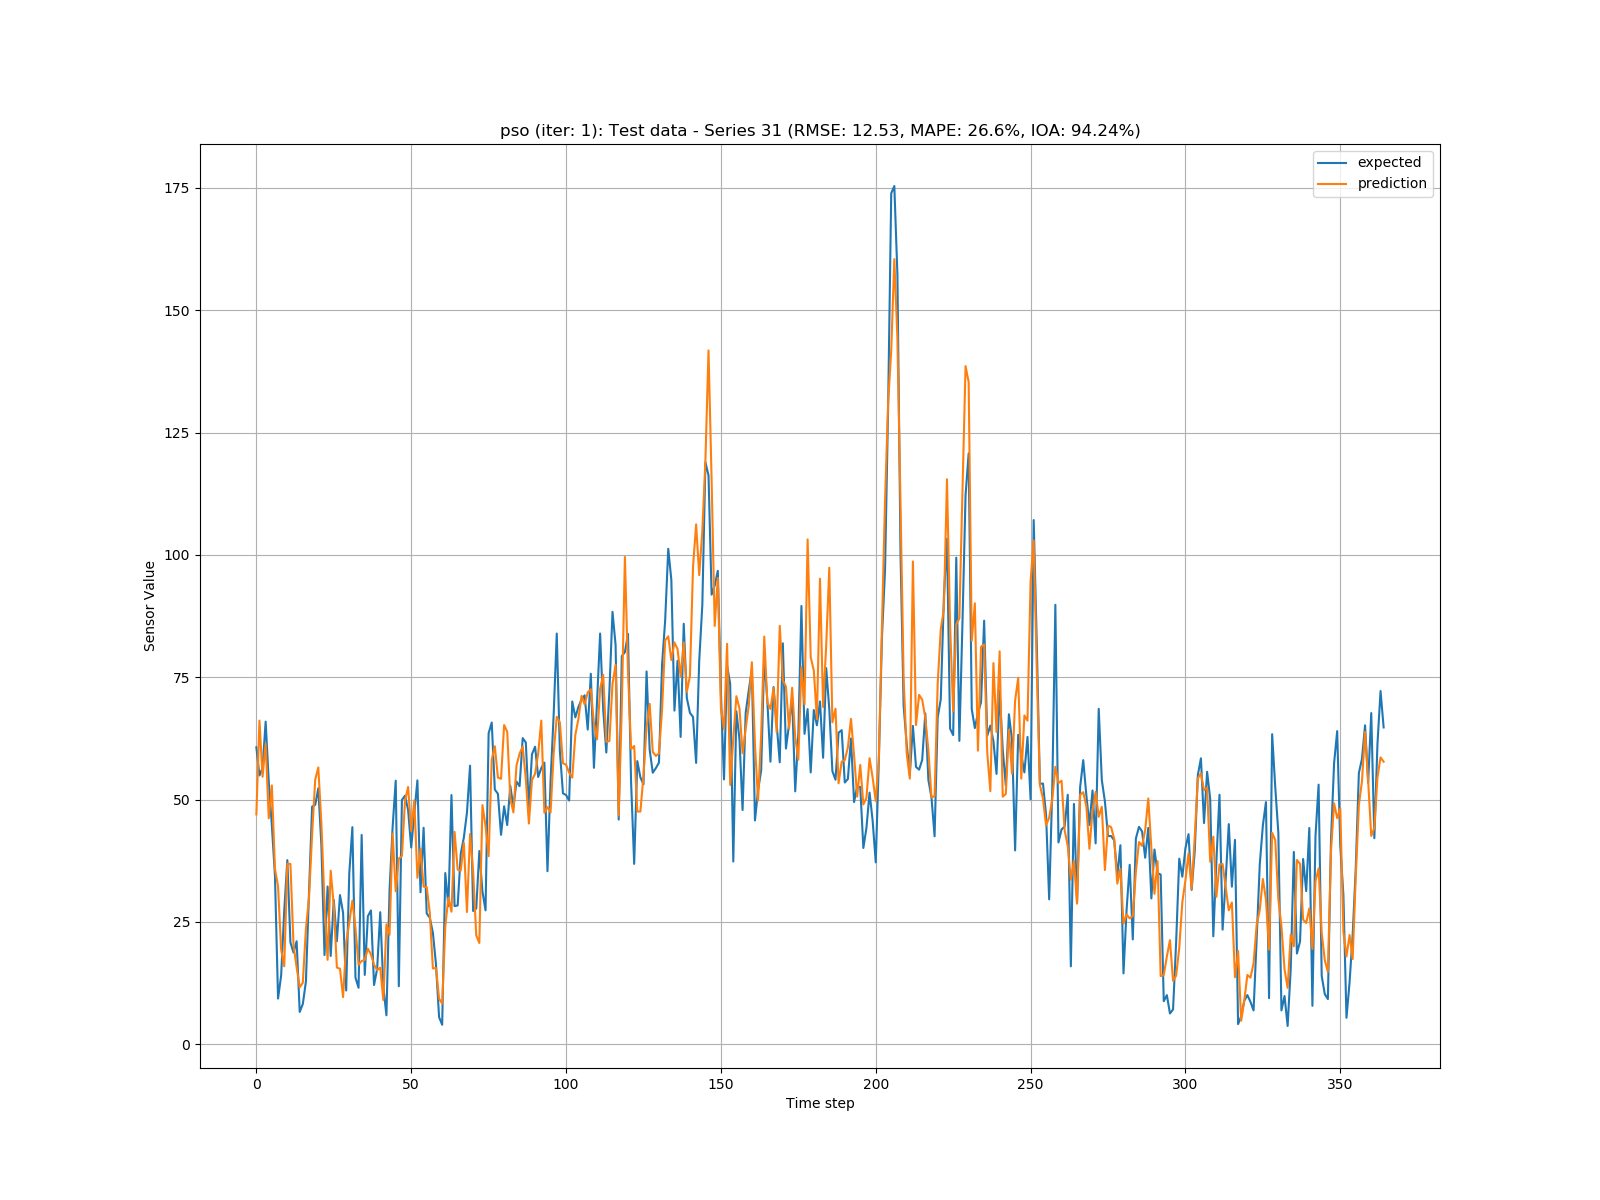 pso (iter: 1): Test data - Series 31 (RMSE: 12.53, MAPE: 26.6%, IOA: 94.24%)
expected
prediction
175
150
125
100
75
50
25
0
Sensor Value
0 50 100 150 200 250 300 350
Time step